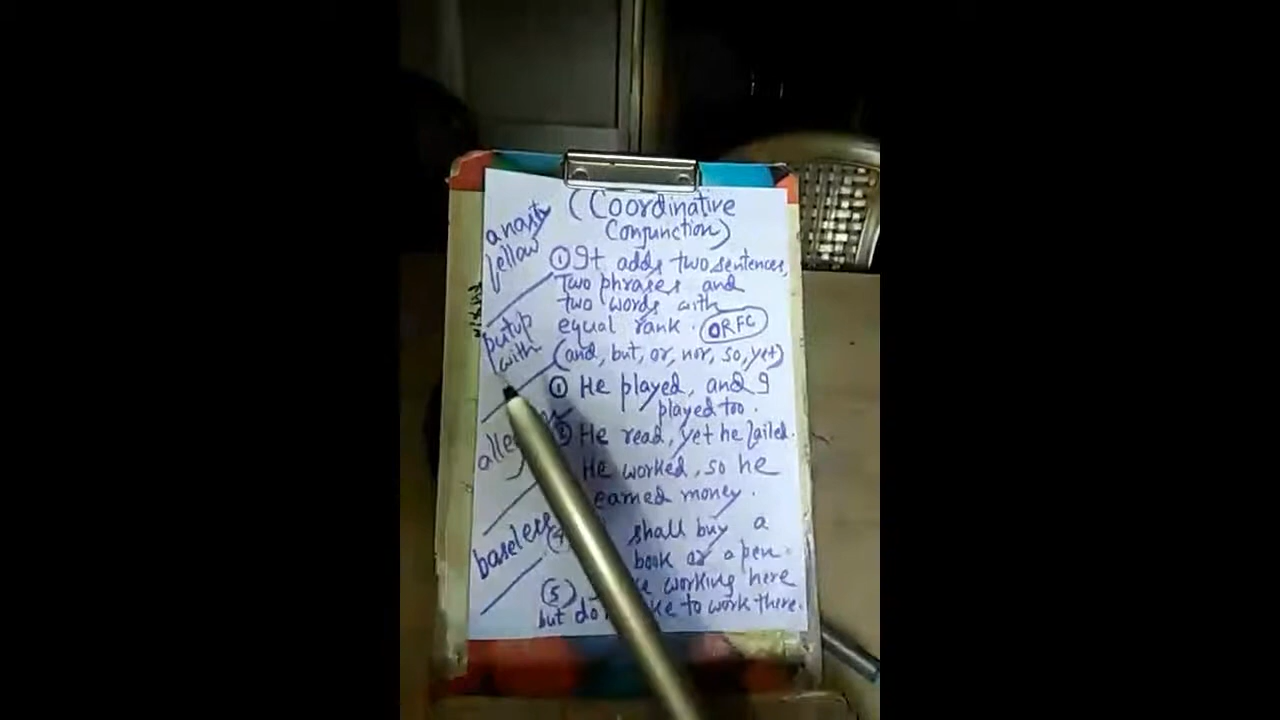 (Coordinative
Conjunction)
① It adds two sentences,
two phrases and
two words with
equal rank. ORFC
(and, but, or, nor, so, yet)
① He played, and I
played too.
He read, yet he failed.
He worked, so he
earned money.
④ shall buy a
book or a pen.
working here
⑤ but do to work there.
a nasty
fellow
put up
with
baseless